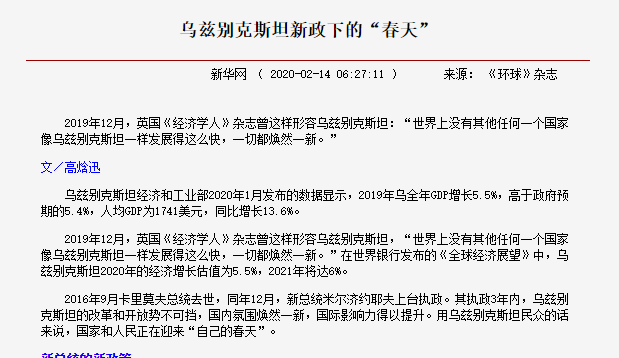 乌兹别克斯坦新政下的“春天”
新华网 ( 2020-02-14 06:27:11 ) 来源： 《环球》杂志
2019年12月，英国《经济学人》杂志曾这样形容乌兹别克斯坦：“世界上没有其他任何一个国家
像乌兹别克斯坦一样发展得这么快，一切都焕然一新。”
文／高焓迅
乌兹别克斯坦经济和工业部2020年1月发布的数据显示，2019年乌全年GDP增长5.5%，高于政府预
期的5.4%，人均GDP为1741美元，同比增长13.6%。
2019年12月，英国《经济学人》杂志曾这样形容乌兹别克斯坦，“世界上没有其他任何一个国家
像乌兹别克斯坦一样发展得这么快，一切都焕然一新。”在世界银行发布的《全球经济展望》中，乌
兹别克斯坦2020年的经济增长估值为5.5%，2021年将达6%。
2016年9月卡里莫夫总统去世，同年12月，新总统米尔济约耶夫上台执政。其执政3年内，乌兹别
克斯坦的改革和开放势不可挡，国内氛围焕然一新，国际影响力得以提升。用乌兹别克斯坦民众的话
来说，国家和人民正在迎来“自己的春天”。
新总统的新政策